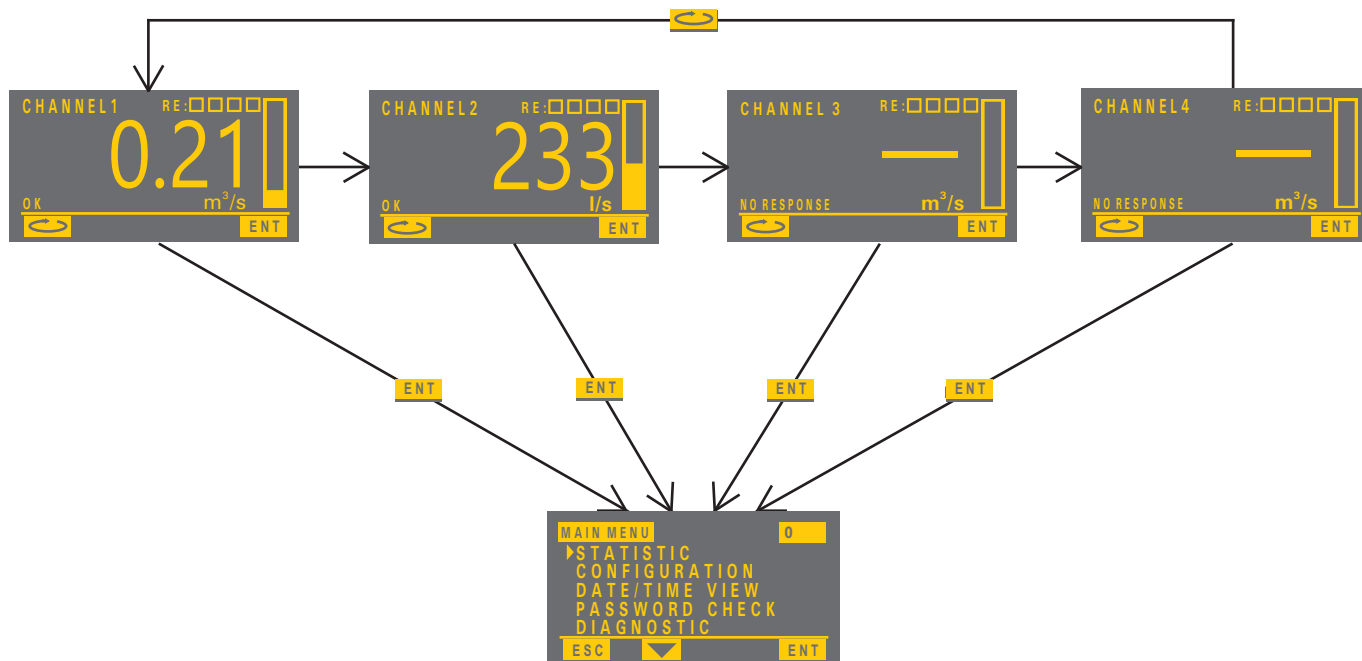 CHANNEL1 RE:
0.21
OK m³/s
ENT
CHANNEL2 RE:
233
OK l/s
ENT
CHANNEL 3 RE:
NO RESPONSE m³/s
ENT
CHANNEL4 RE:
NO RESPONSE m³/s
ENT
ENT ENT ENT ENT
MAIN MENU 0
STATISTIC
CONFIGURATION
DATE/TIME VIEW
PASSWORD CHECK
DIAGNOSTIC
ESC ENT